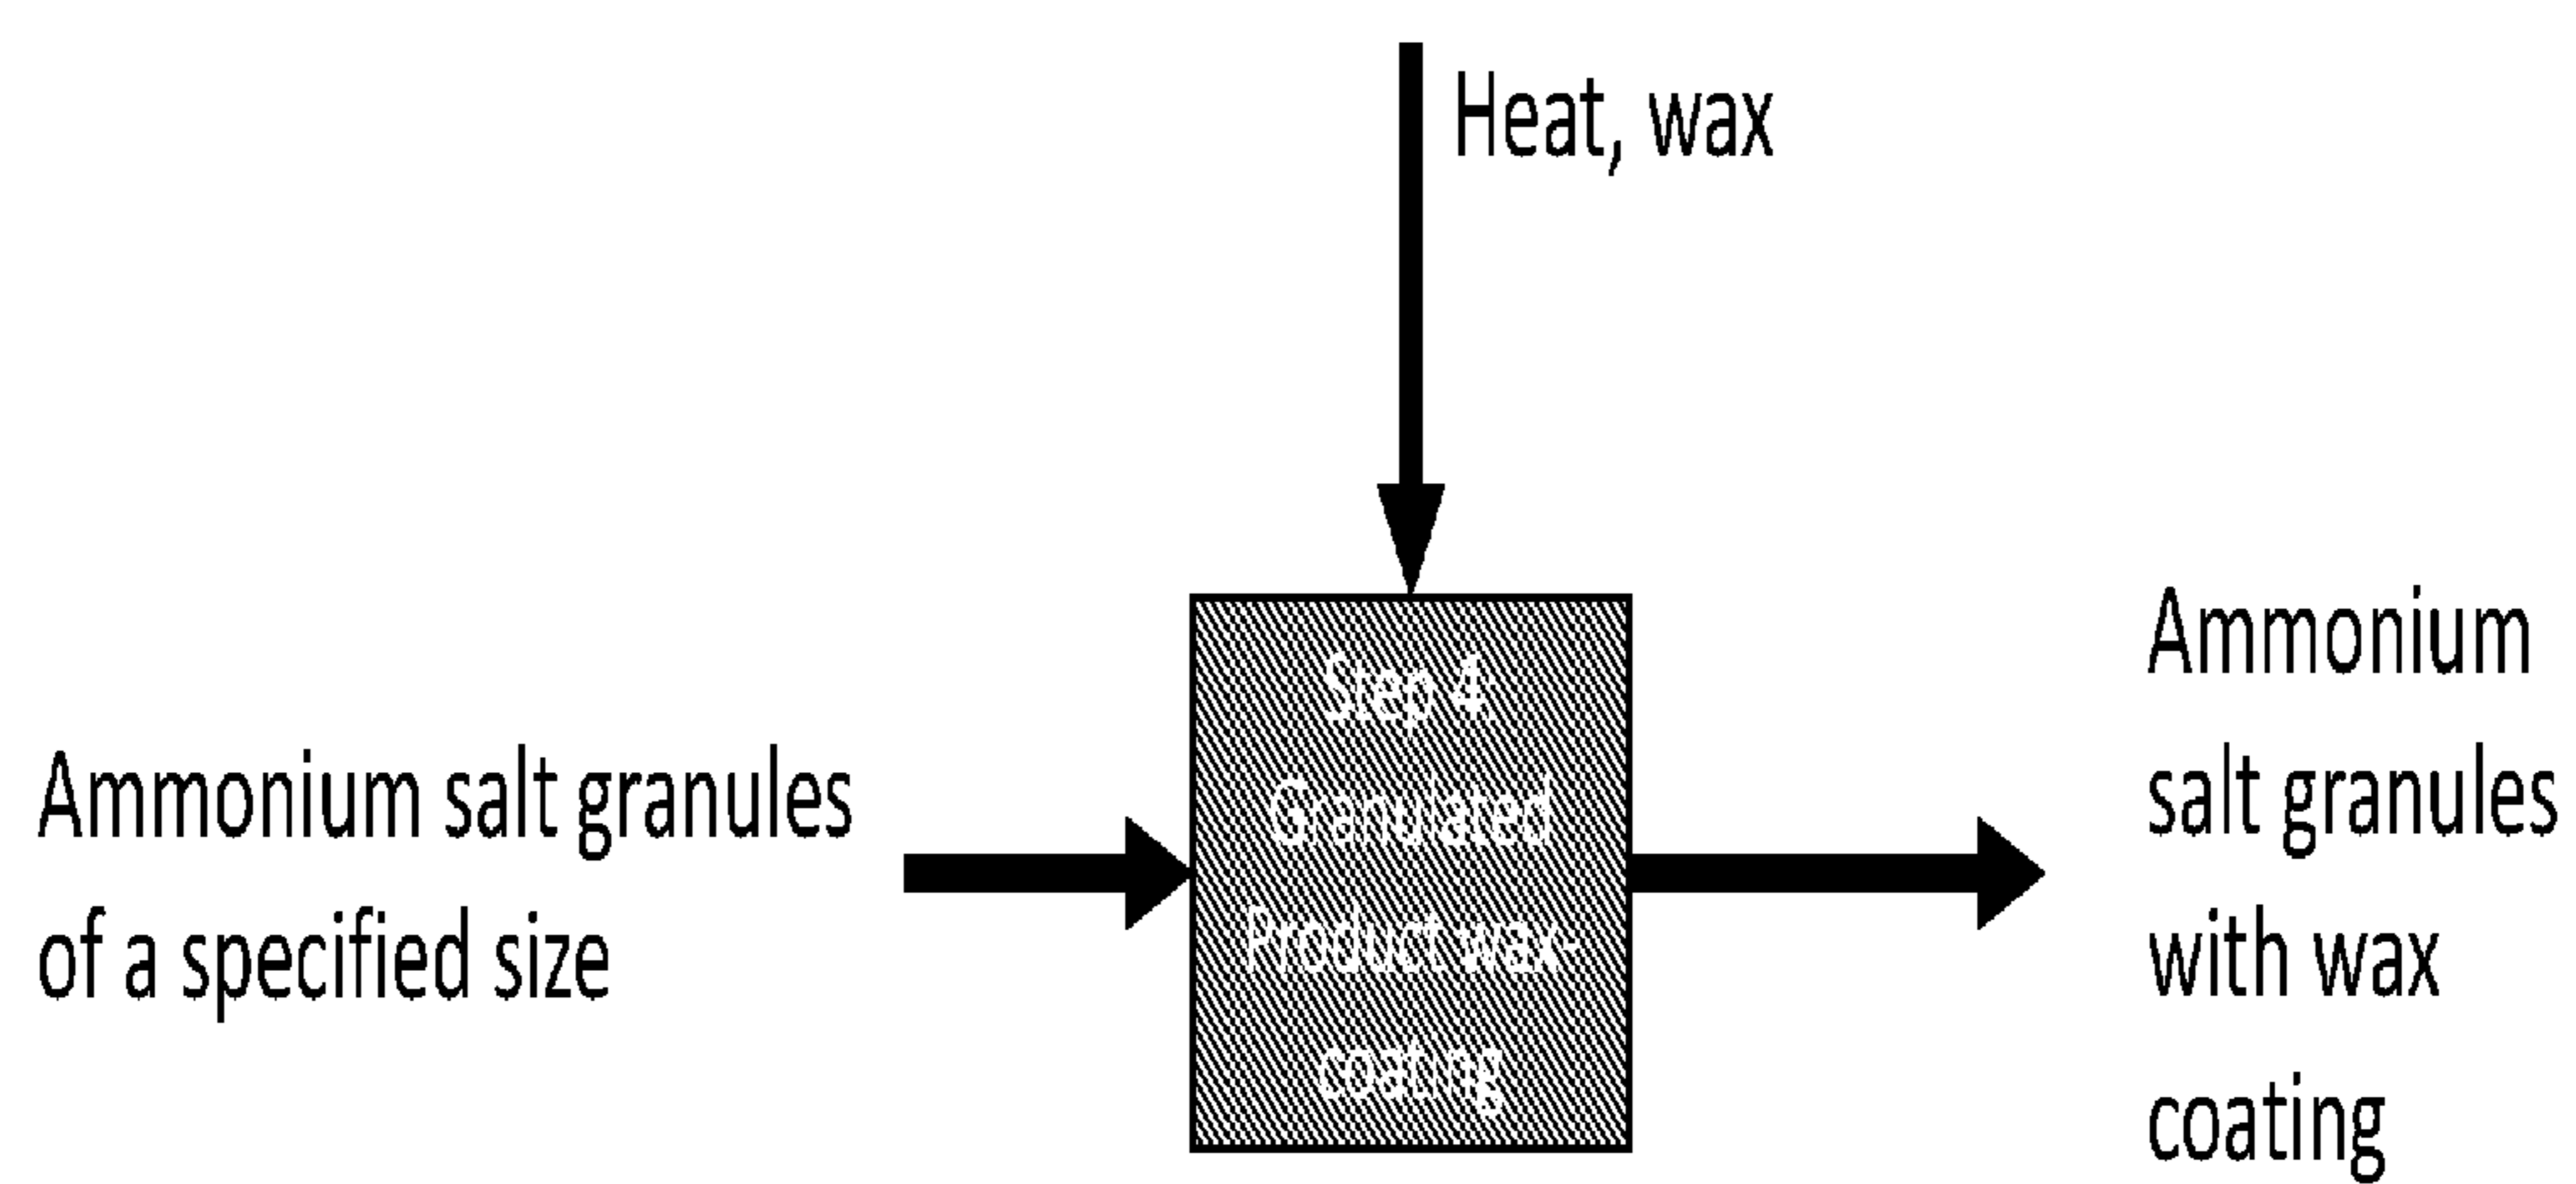 Heat, wax
Ammonium salt granules
of a specified size
Step 4:
Granulated
Product wax-
coating
Ammonium
salt granules
with wax
coating